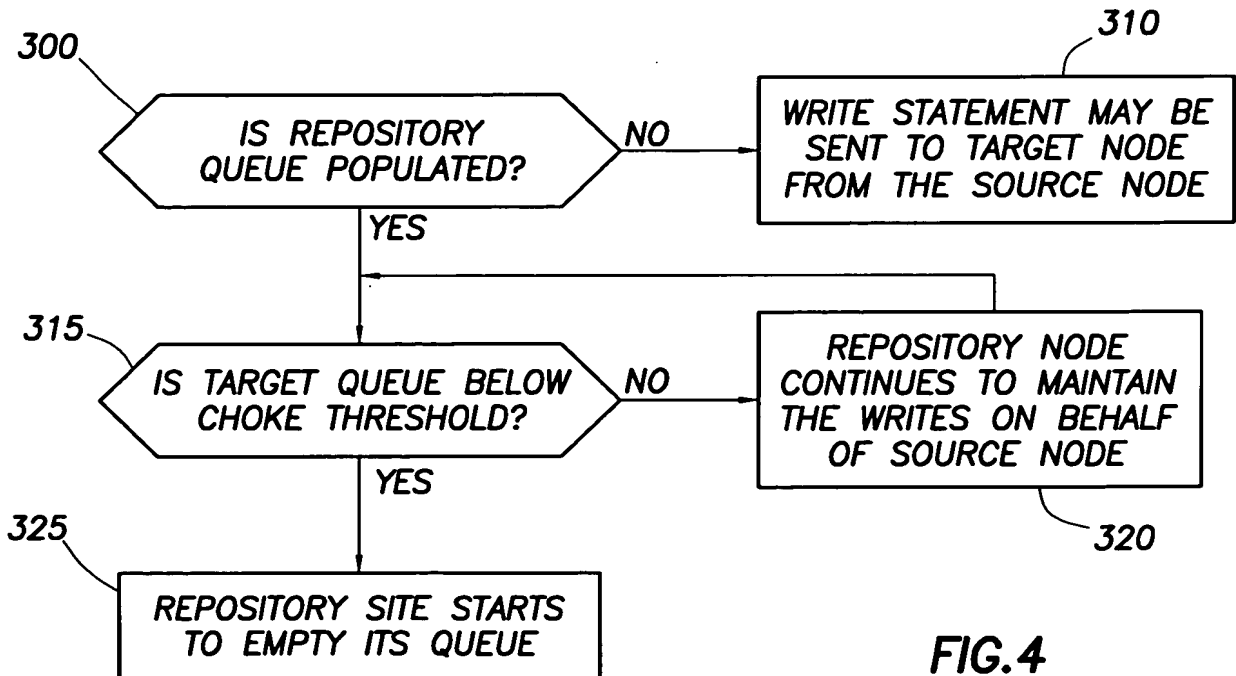 300
310
IS REPOSITORY
QUEUE POPULATED?
NO
WRITE STATEMENT MAY BE
SENT TO TARGET NODE
FROM THE SOURCE NODE
YES
315
IS TARGET QUEUE BELOW
CHOKE THRESHOLD?
NO
REPOSITORY NODE
CONTINUES TO MAINTAIN
THE WRITES ON BEHALF
OF SOURCE NODE
YES
320
325
REPOSITORY SITE STARTS
TO EMPTY ITS QUEUE
FIG.4